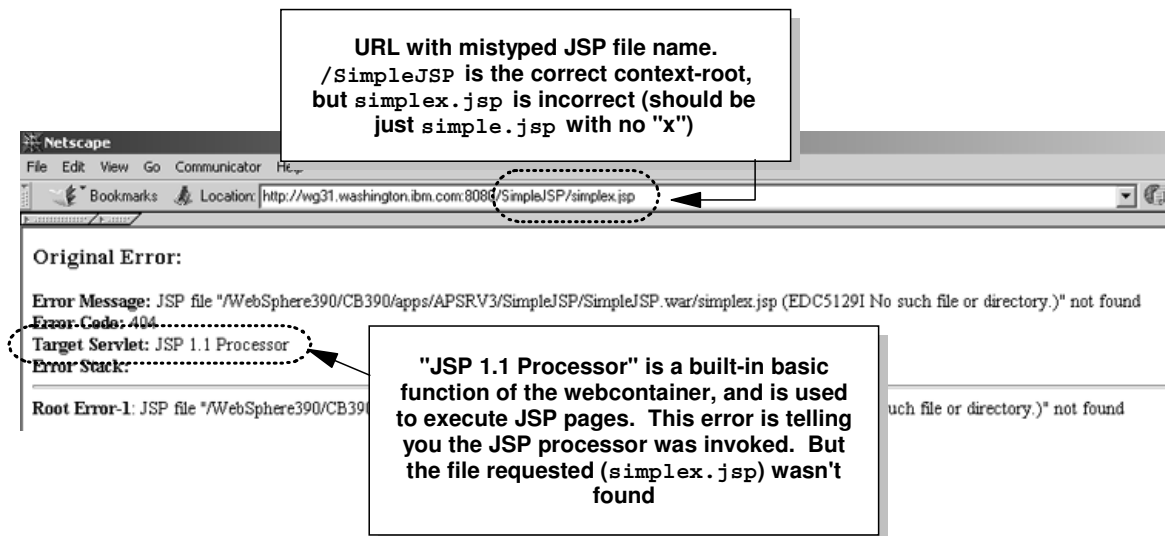 URL with mistyped JSP file name.
/SimpleJSP is the correct context-root,
but simplex.jsp is incorrect (should be
just simple.jsp with no "x")
Netscape
File Edit View Go Communicator
Bookmarks Location: http://wg31.washington.ibm.com:8080/SimpleJSP/simplex.jsp
Original Error:
Error Message: JSP file "/WebSphere390/CB390/apps/APSRV3/SimpleJSP/SimpleJSP.war/simplex.jsp (EDC5129I No such file or directory.)" not found
Error Code: 404
Target Servlet: JSP 1.1 Processor
Error Stack:
"JSP 1.1 Processor" is a built-in basic
function of the webcontainer, and is used
to execute JSP pages. This error is telling
you the JSP processor was invoked. But
the file requested (simplex.jsp) wasn't
found
Root Error-1: JSP file "/WebSphere390/CB39 uch file or directory.)" not found